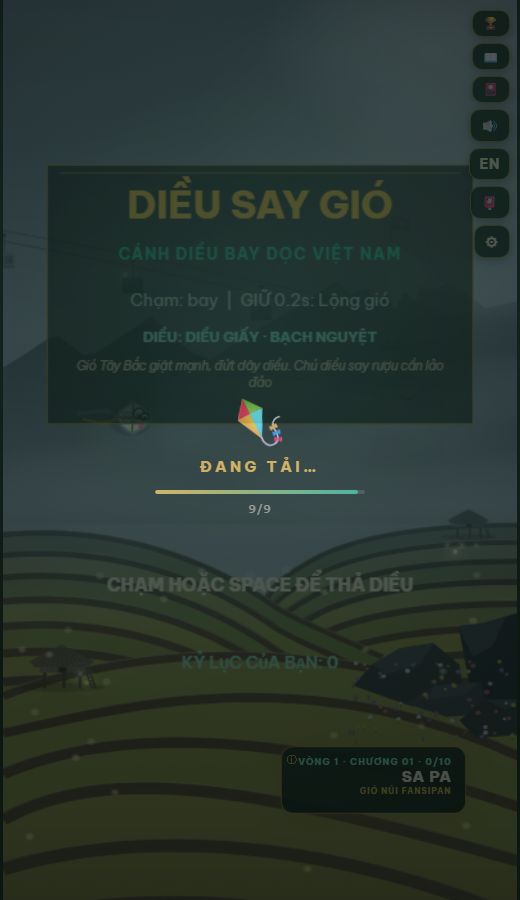 EN
DIỀU SAY GIÓ
CÁNH DIỀU BAY DỌC VIỆT NAM
Chạm: bay | GIỮ 0.2s: Lộng gió
DIỀU: DIỀU GIẤY · BẠCH NGUYỆT
Gió Tây Bắc giật mạnh, đứt dây diều. Chú diều say rượu cần lảo
đảo
ĐANG TẢI...
9/9
CHẠM HOẶC SPACE ĐỂ THẢ DIỀU
KỶ LụC CủA BạN: 0
VÒNG 1 · CHƯƠNG 01 · 0/10
SA PA
GIÓ NÚI FANSIPAN